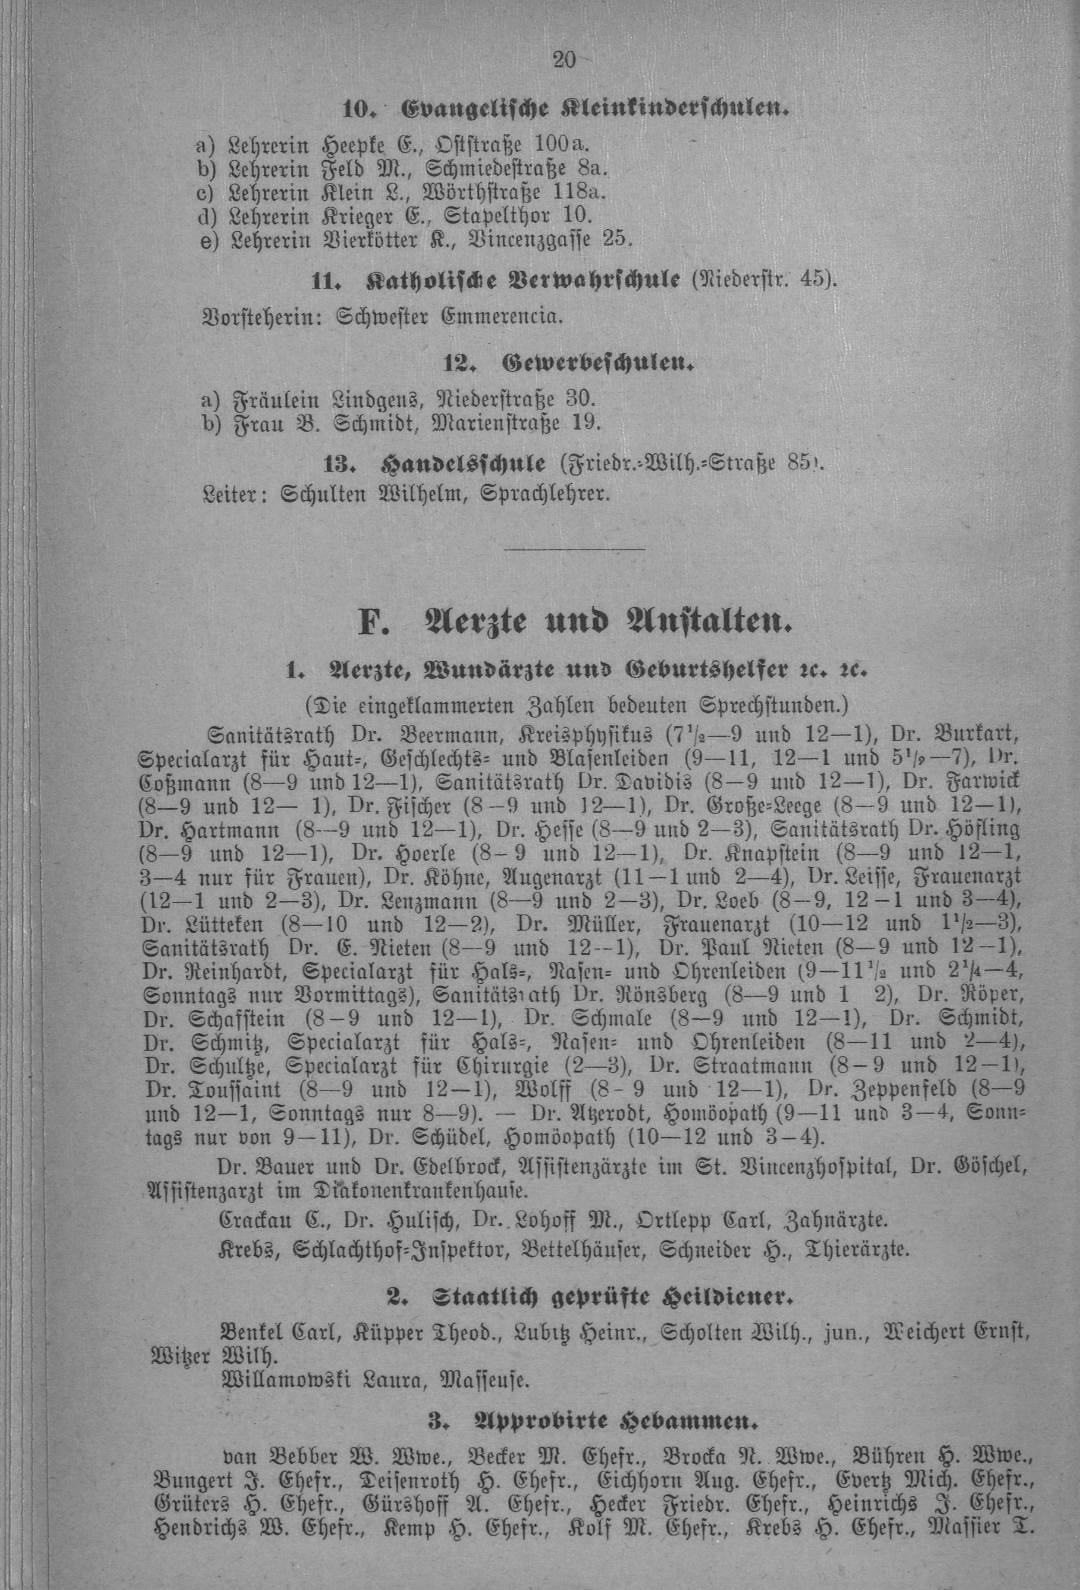 20
10. Evangelische Kleinkinderschulen.
a) Lehrerin Heepke E., Oststraße 100a.
b) Lehrerin Feld M., Schmiedestraße 8a.
c) Lehrerin Klein L., Wörthstraße 118a.
d) Lehrerin Krieger E., Stapelthor 10.
e) Lehrerin Vierkötter K., Vincenzgasse 25.
11. Katholische Verwahrschule (Niederstr. 45).
Vorsteherin: Schwester Emmerencia.
12. Gewerbeschulen.
a) Fräulein Lindgens, Niederstraße 30.
b) Frau B. Schmidt, Marienstraße 19.
13. Handelsschule (Friedr.-Wilh.-Straße 85).
Leiter: Schulten Wilhelm, Sprachlehrer.
F. Aerzte und Anstalten.
1. Aerzte, Wundärzte und Geburtshelfer ꝛc. ꝛc.
(Die eingeklammerten Zahlen bedeuten Sprechstunden.)
Sanitätsrath Dr. Beermann, Kreisphysikus (7½—9 und 12—1), Dr. Burkart,
Specialarzt für Haut-, Geschlechts- und Blasenleiden (9—11, 12—1 und 5½—7), Dr.
Coßmann (8—9 und 12—1), Sanitätsrath Dr. Davidis (8—9 und 12—1), Dr. Farwick
(8—9 und 12—1), Dr. Fischer (8—9 und 12—1), Dr. Große-Leege (8—9 und 12—1),
Dr. Hartmann (8—9 und 12—1), Dr. Hesse (8—9 und 2—3), Sanitätsrath Dr. Höfling
(8—9 und 12—1), Dr. Hoerle (8—9 und 12—1), Dr. Knapstein (8—9 und 12—1,
3—4 nur für Frauen), Dr. Köhne, Augenarzt (11—1 und 2—4), Dr. Leisse, Frauenarzt
(12—1 und 2—3), Dr. Lenzmann (8—9 und 2—3), Dr. Loeb (8—9, 12—1 und 3—4),
Dr. Lütteken (8—10 und 12—2), Dr. Müller, Frauenarzt (10—12 und 1½—3),
Sanitätsrath Dr. E. Nieten (8—9 und 12—1), Dr. Paul Nieten (8—9 und 12—1),
Dr. Reinhardt, Specialarzt für Hals-, Nasen- und Ohrenleiden (9—11½ und 2¼—4,
Sonntags nur Vormittags), Sanitätsrath Dr. Rönsberg (8—9 und 1 2), Dr. Röper,
Dr. Schafstein (8—9 und 12—1), Dr. Schmale (8—9 und 12—1), Dr. Schmidt,
Dr. Schmitz, Specialarzt für Hals-, Nasen- und Ohrenleiden (8—11 und 2—4),
Dr. Schultze, Specialarzt für Chirurgie (2—3), Dr. Straatmann (8—9 und 12—1),
Dr. Toussaint (8—9 und 12—1), Wolff (8—9 und 12—1), Dr. Zeppenfeld (8—9
und 12—1, Sonntags nur 8—9). — Dr. Atzerodt, Homöopath (9—11 und 3—4, Sonn-
tags nur von 9—11), Dr. Schüdel, Homöopath (10—12 und 3—4).
Dr. Bauer und Dr. Edelbrock, Assistenzärzte im St. Vincenzhospital, Dr. Göschel,
Assistenzarzt im Diakonenkrankenhause.
Crackau C., Dr. Hulisch, Dr. Lohoff M., Ortlepp Carl, Zahnärzte.
Krebs, Schlachthof-Inspektor, Bettelhäuser, Schneider H., Thierärzte.
2. Staatlich geprüfte Heildiener.
Benkel Carl, Küpper Theod., Lubitz Heinr., Scholten Wilh., jun., Weichert Ernst,
Witzer Wilh.
Willamowski Laura, Masseuse.
3. Approbirte Hebammen.
van Bebber W. Wwe., Becker M. Ehefr., Brocka N. Wwe., Bühren H. Wwe.,
Bungert J. Ehefr., Deisenroth H. Ehefr., Eichhorn Aug. Ehefr., Evertz Mich. Ehefr.,
Grüters H. Ehefr., Gürshoff A. Ehefr., Hecker Friedr. Ehefr., Heinrichs J. Ehefr.,
Hendrichs W. Ehefr., Kemp H. Ehefr., Kolf M. Ehefr., Krebs H. Ehefr., Massier T.